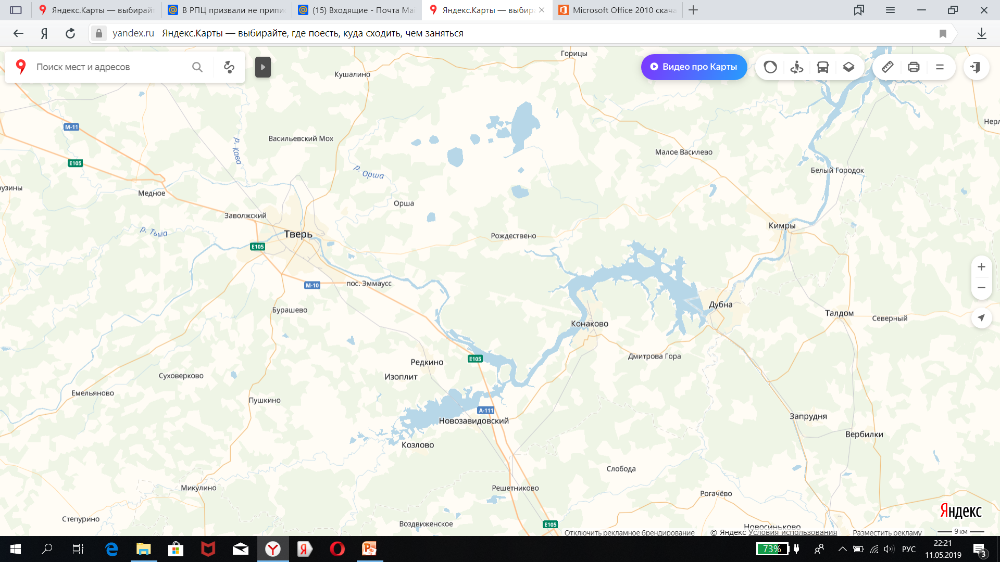 Яндекс.Карты — выбирайт
В РПЦ призвали не припи
(15) Входящие - Почта Mai
Яндекс.Карты — выбира
Microsoft Office 2010 скача
yandex.ru Яндекс.Карты — выбирайте, где поесть, куда сходить, чем заняться
Поиск мест и адресов
Видео про Карты
Горицы
Кушалино
М-11
Нерл
Васильевский Мох
р. Кава
Малое Василево
E105
Белый Городок
р. Орша
рузины
Медное
Орша
Заволжский
Кимры
р. Тьма
Тверь
Рождествено
E105
М-10
пос. Эммаусс
Дубна
Бурашево
Талдом
Северный
Конаково
Дмитрова Гора
E105
Редкино
Изоплит
Суховерково
Емельяново
Пушкино
А-111
Запрудня
Новозавидовский
Вербилки
Козлово
Слобода
Микулино
Решетниково
Рогачёво
Яндекс
Степурино
Воздвиженское
E105
Новосиньково
Отключить рекламное брендирование
© Яндекс Условия использования
Разместить рекламу
9 км
73%
РУС
22:21
11.05.2019
3